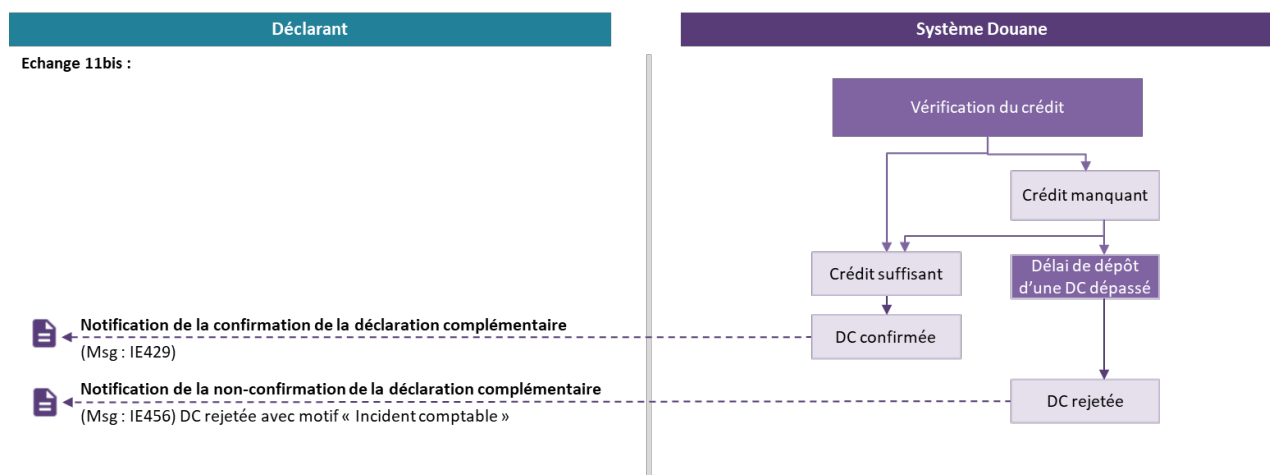 Déclarant
Système Douane
Echange 11bis :
Vérification du crédit
Crédit manquant
Crédit suffisant
Délai de dépôt
d'une DC dépassé
Notification de la confirmation de la déclaration complémentaire
(Msg : IE429)
DC confirmée
Notification de la non-confirmation de la déclaration complémentaire
(Msg : IE456) DC rejetée avec motif « Incident comptable »
DC rejetée